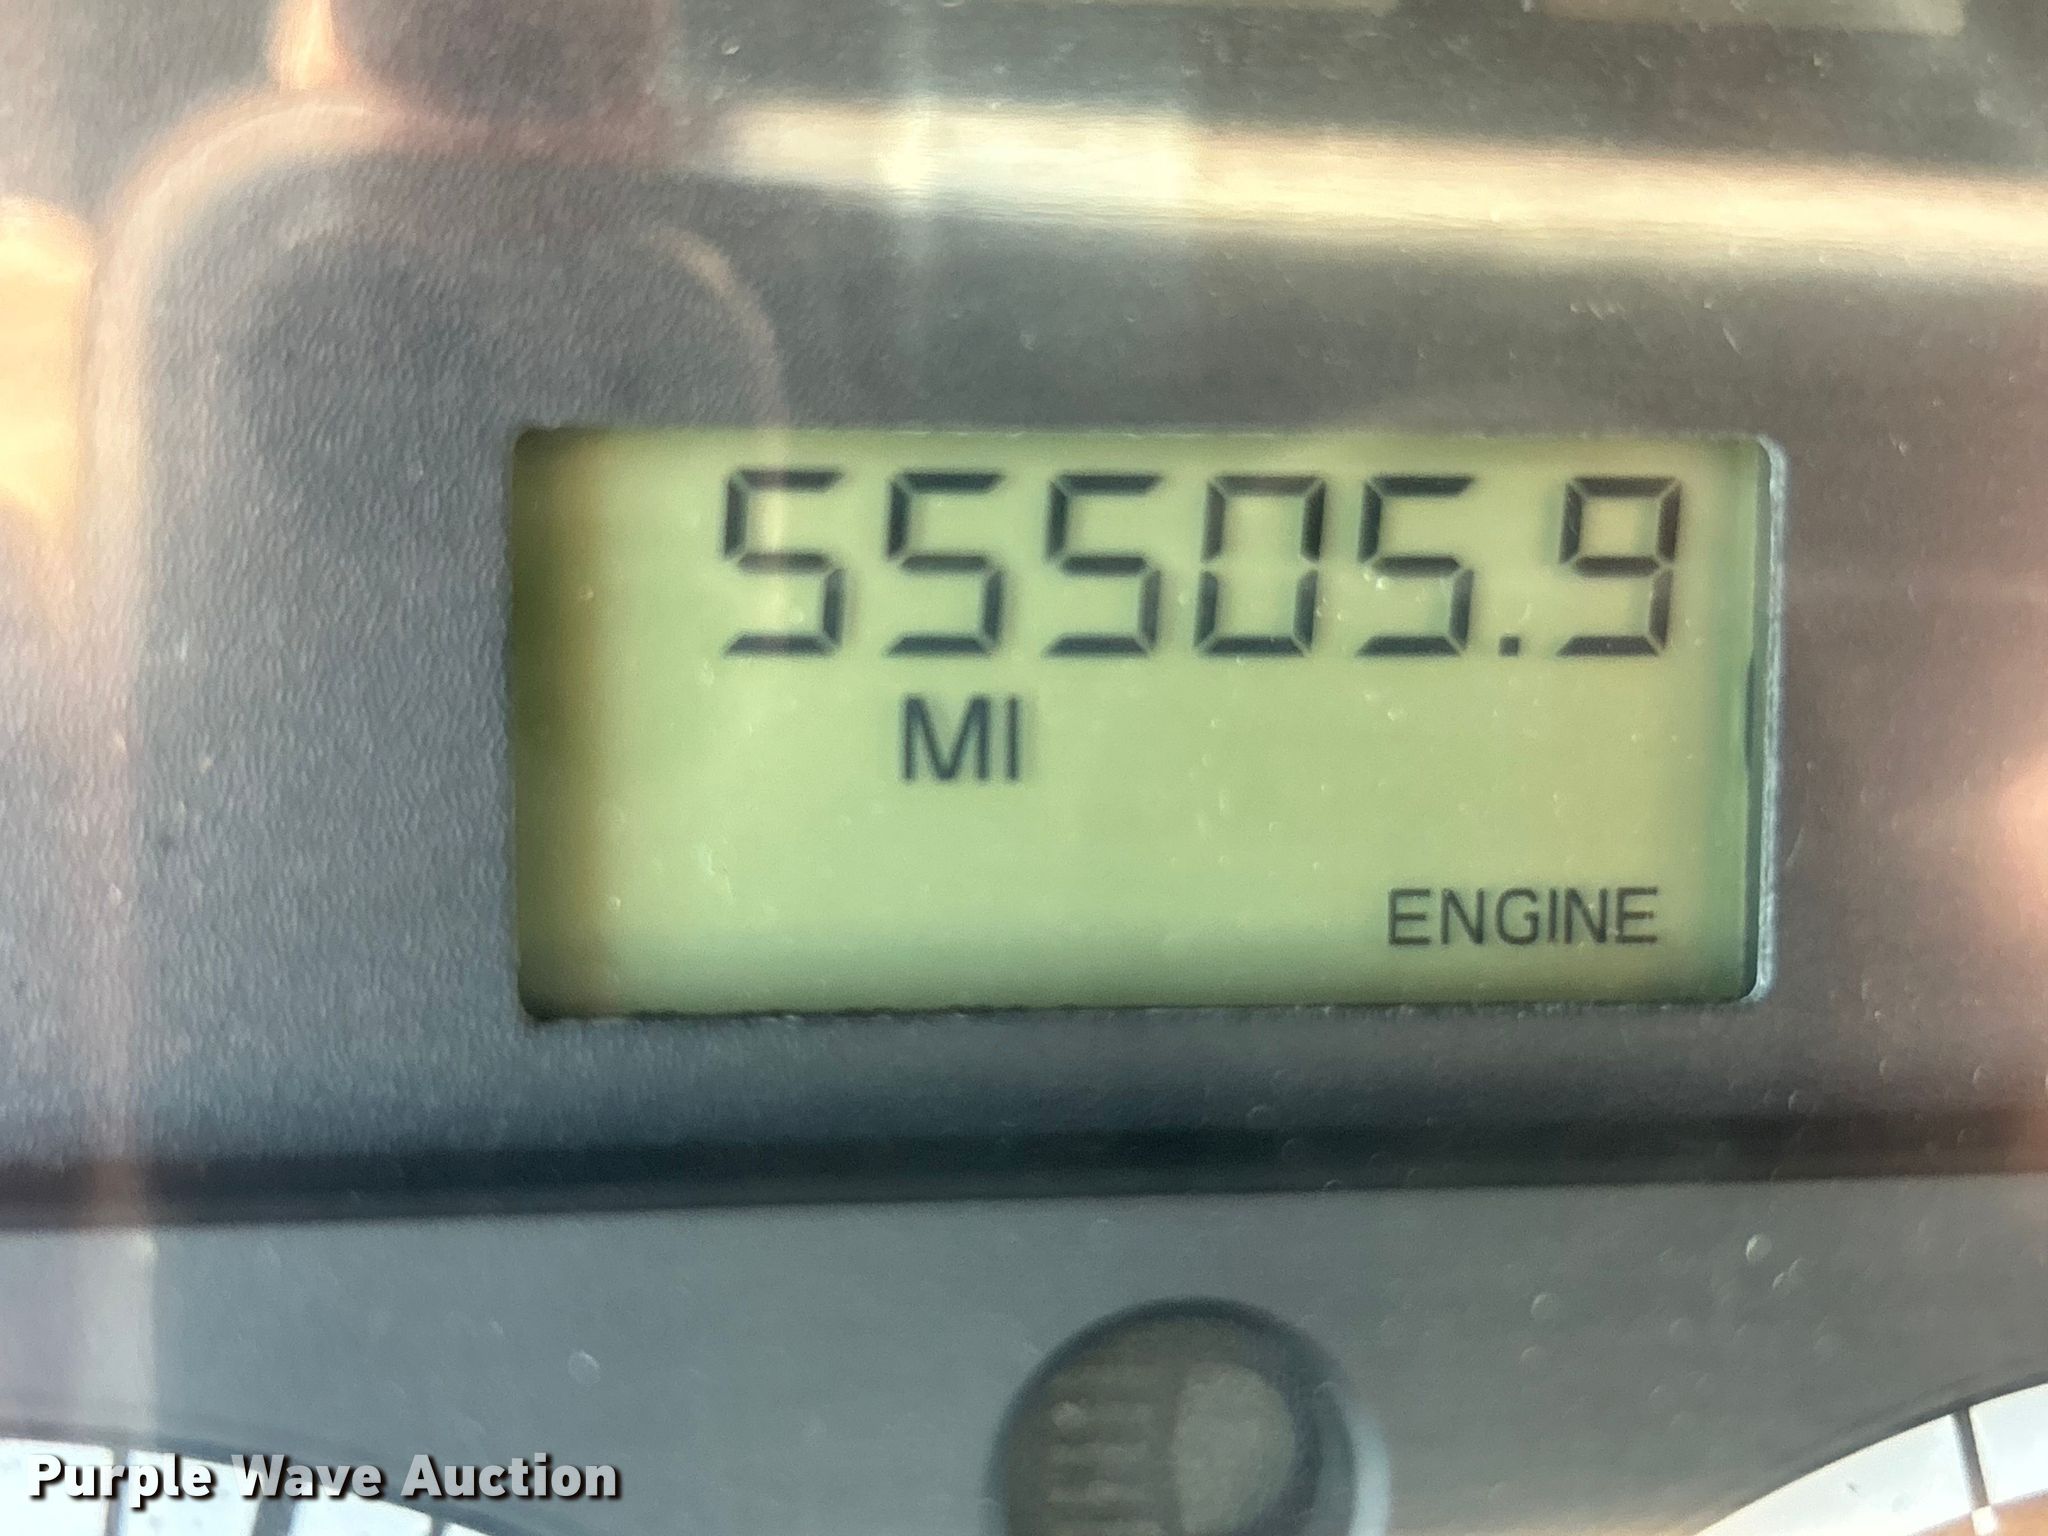 55505.9
MI
ENGINE
Purple Wave Auction